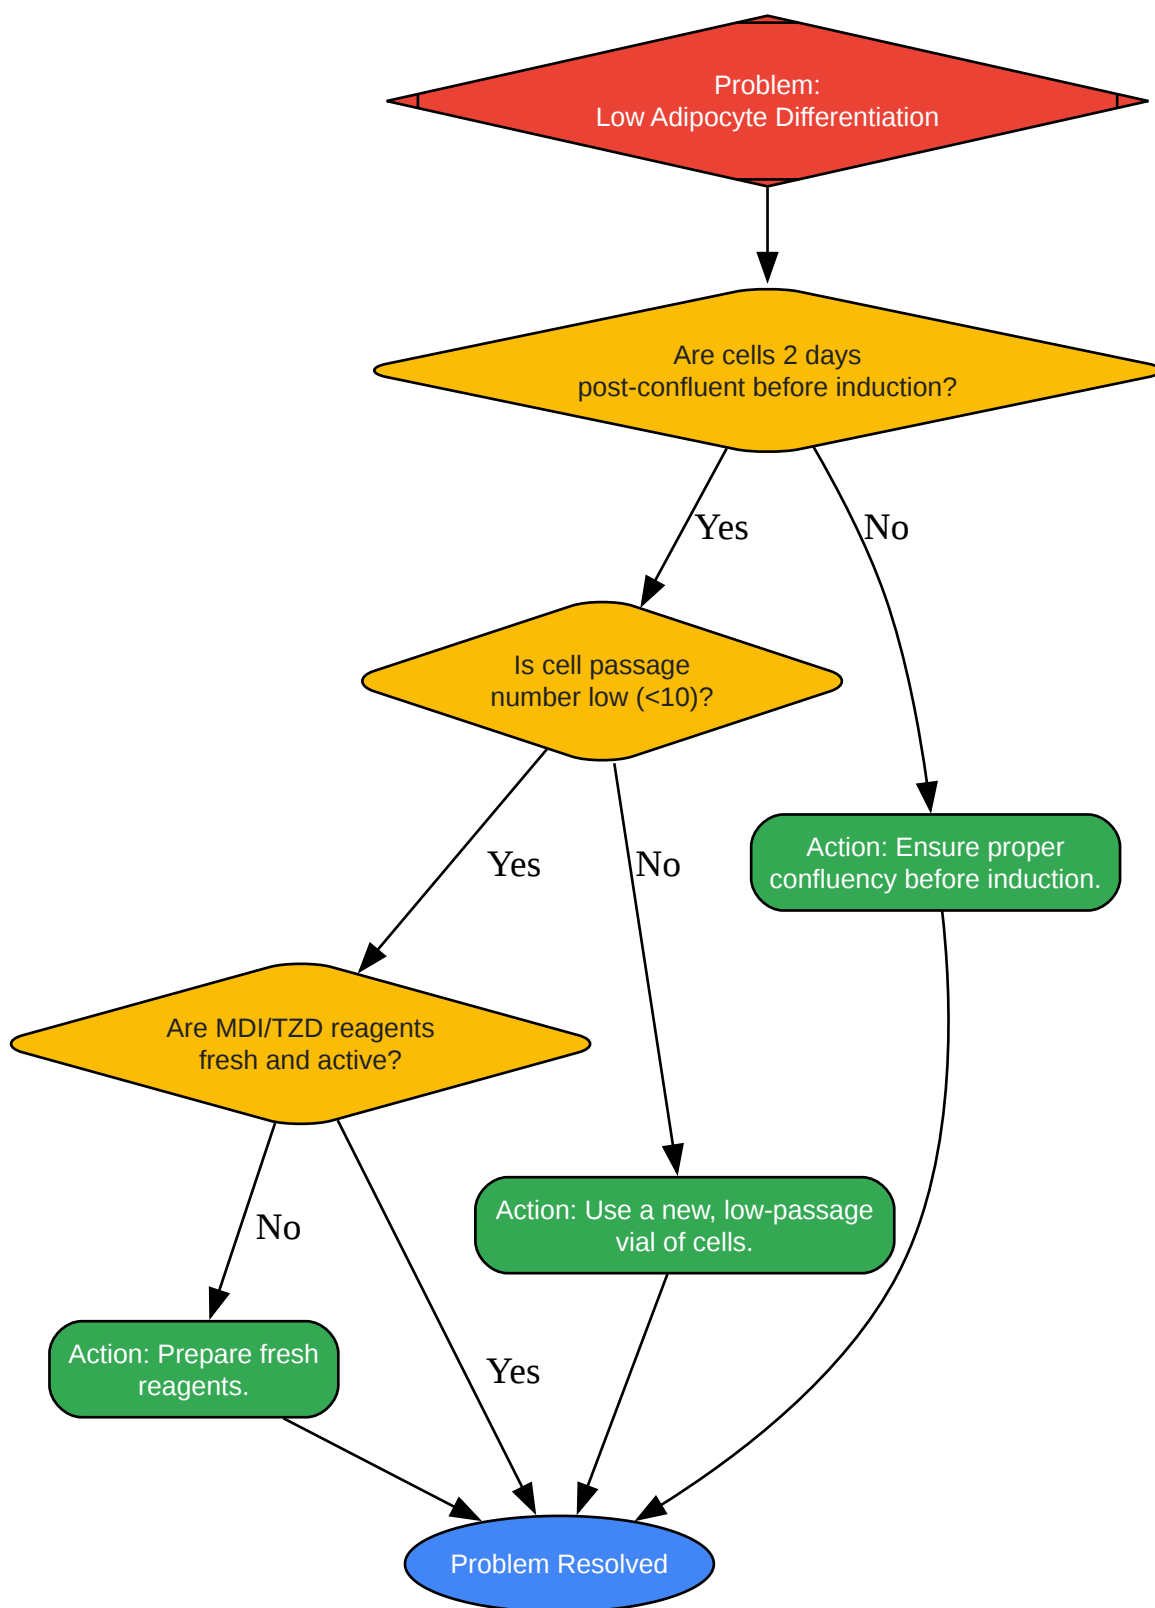 Problem:
Low Adipocyte Differentiation
Are cells 2 days
post-confluent before induction?
Yes
No
Is cell passage
number low (<10)?
Yes
No
Action: Ensure proper
confluency before induction.
Are MDI/TZD reagents
fresh and active?
No
Yes
Action: Use a new, low-passage
vial of cells.
Action: Prepare fresh
reagents.
Problem Resolved